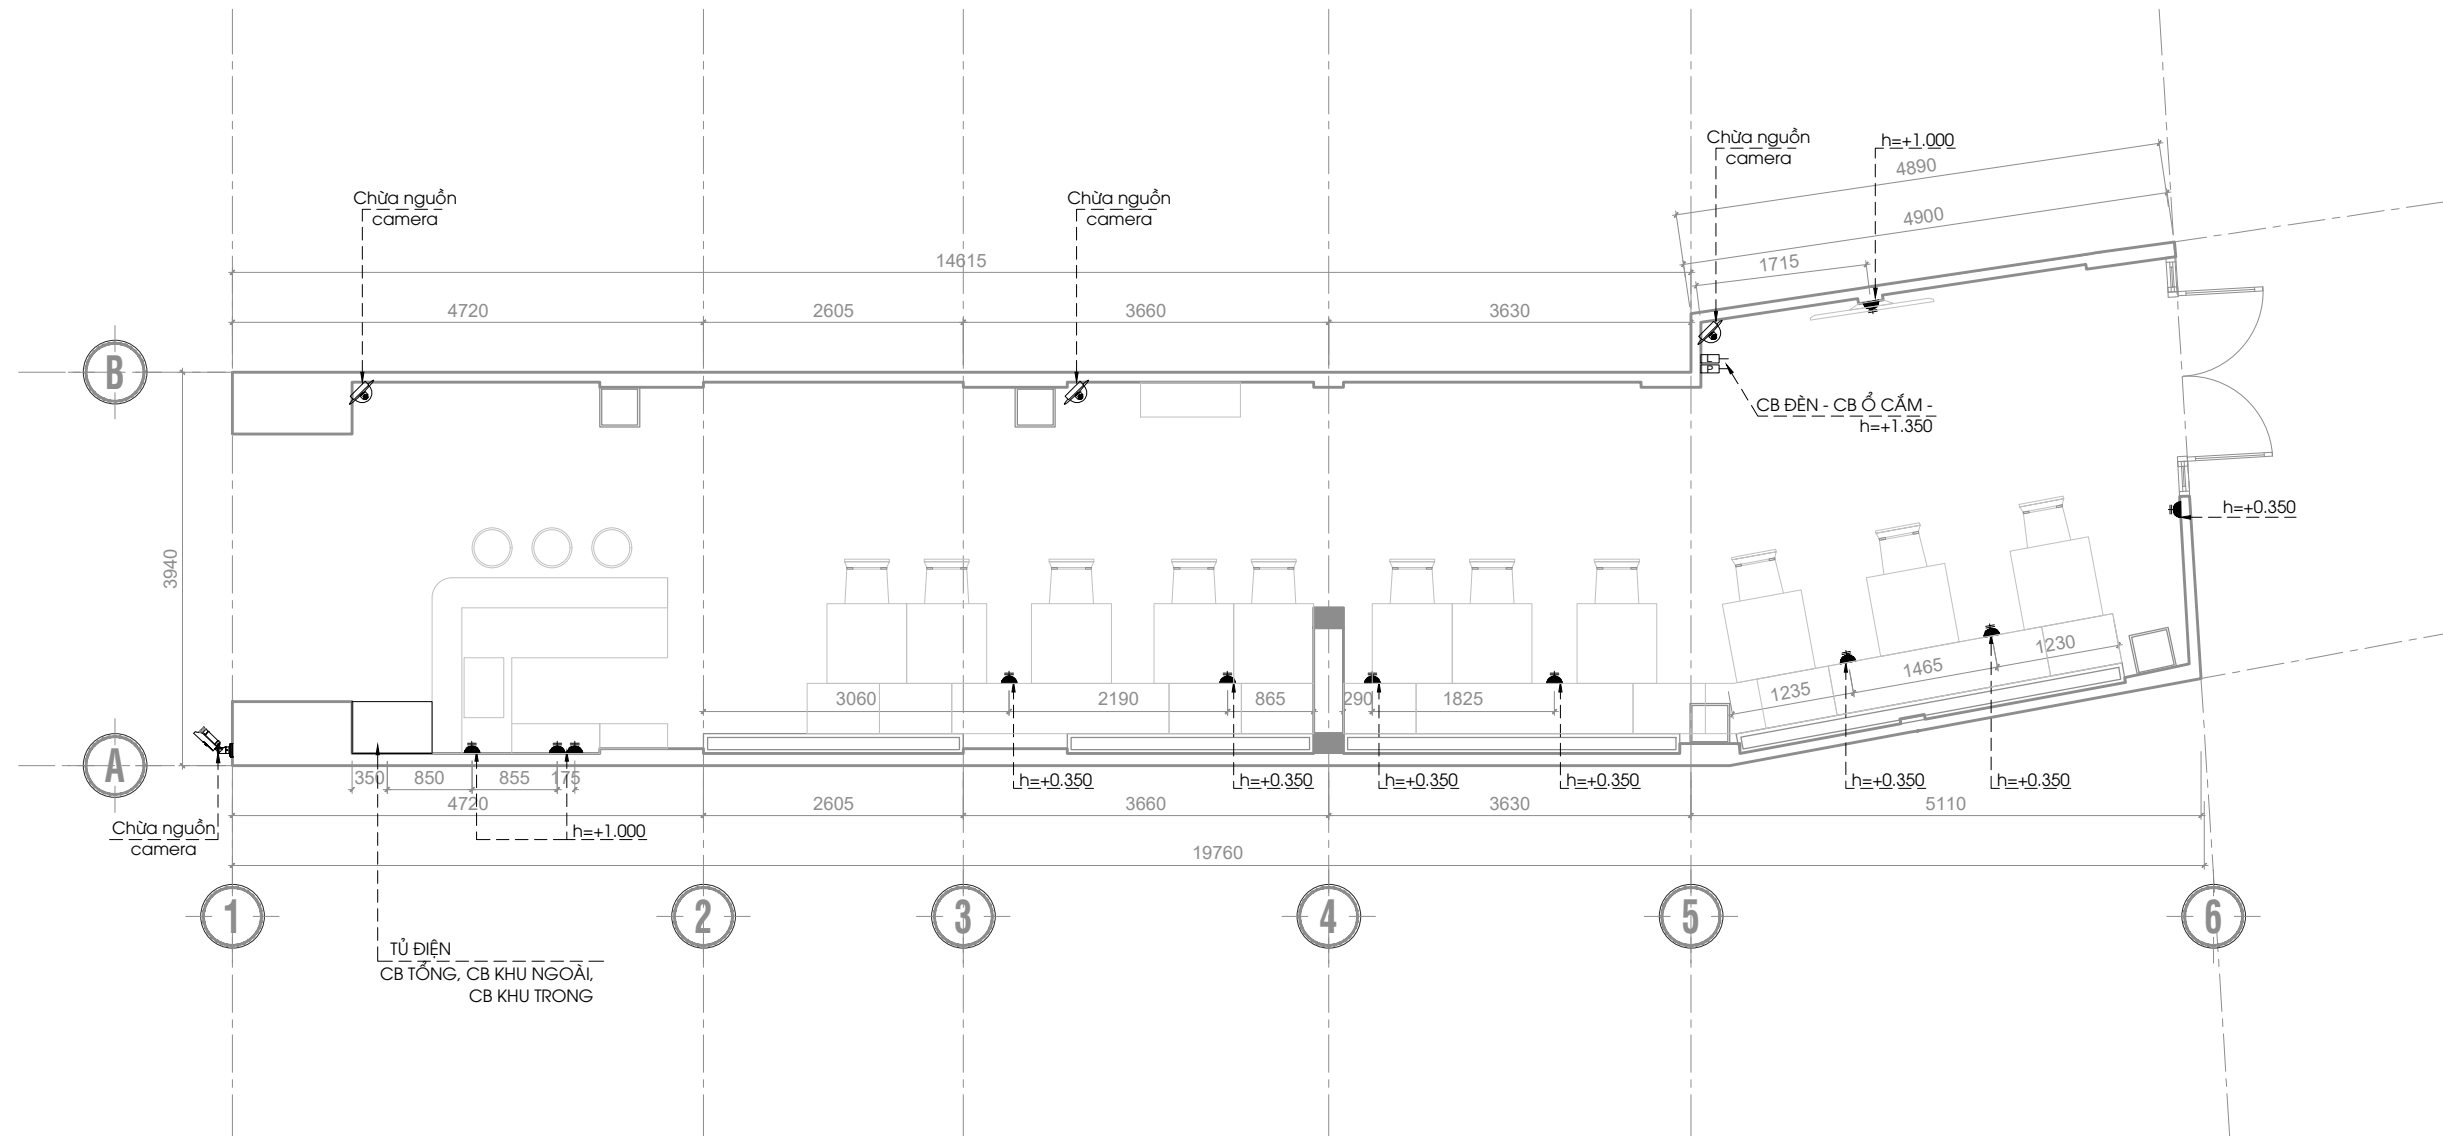 Chừa nguồn
camera
h=+1.000
4890
Chừa nguồn
camera
Chừa nguồn
camera
4900
14615
1715
4720
2605
3660
3630
B
CB ĐÈN - CB Ổ CẮM -
h=+1.350
L
P
h=+0.350
3940
1230
1465
1235
3060
2190
865
290
1825
A
350
850
855
175
h=+0.350
h=+0.350
h=+0.350
h=+0.350
h=+0.350
h=+0.350
4720
2605
3660
3630
5110
Chừa nguồn
camera
h=+1.000
19760
1
2
3
4
5
6
TỦ ĐIỆN
CB TỔNG, CB KHU NGOÀI,
CB KHU TRONG